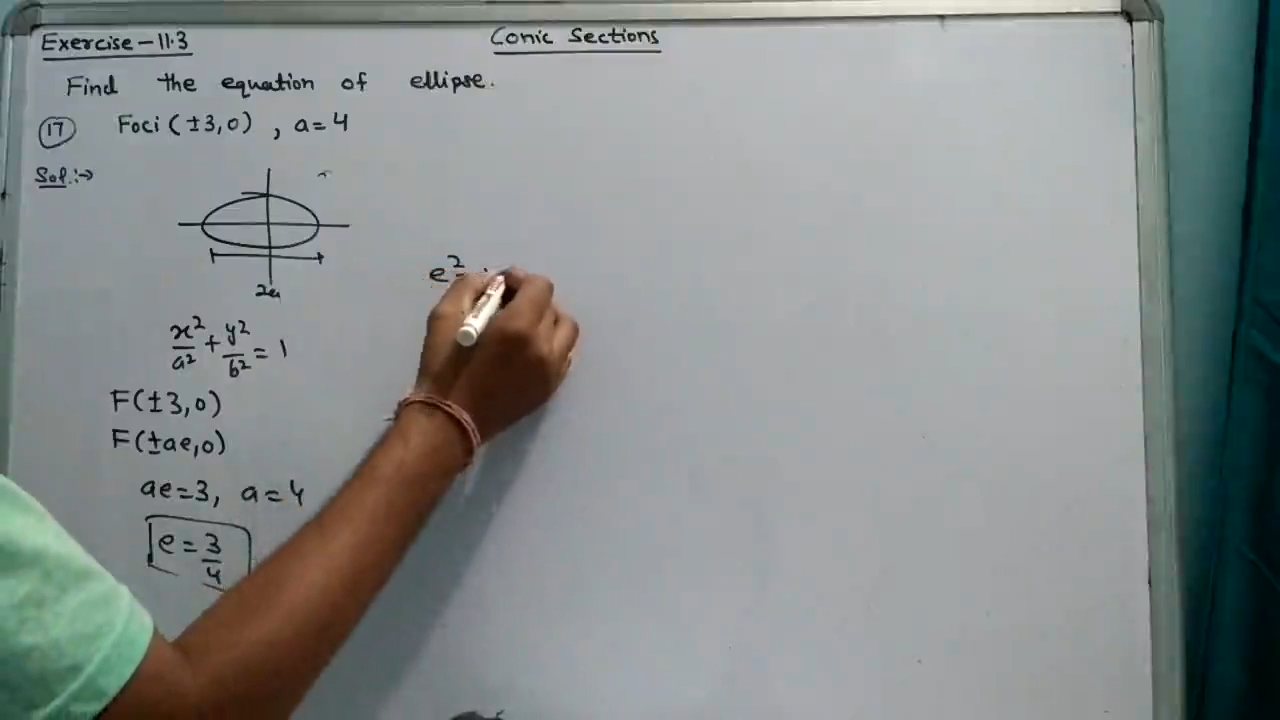 Exercise-11.3
Conic Sections
Find the equation of ellipse.
17 Foci (±3,0), a=4
Sol:→
2a
x²/a² + y²/b² = 1
F(±3,0)
F(±ae,0)
ae=3, a=4
e=3/4
e²=